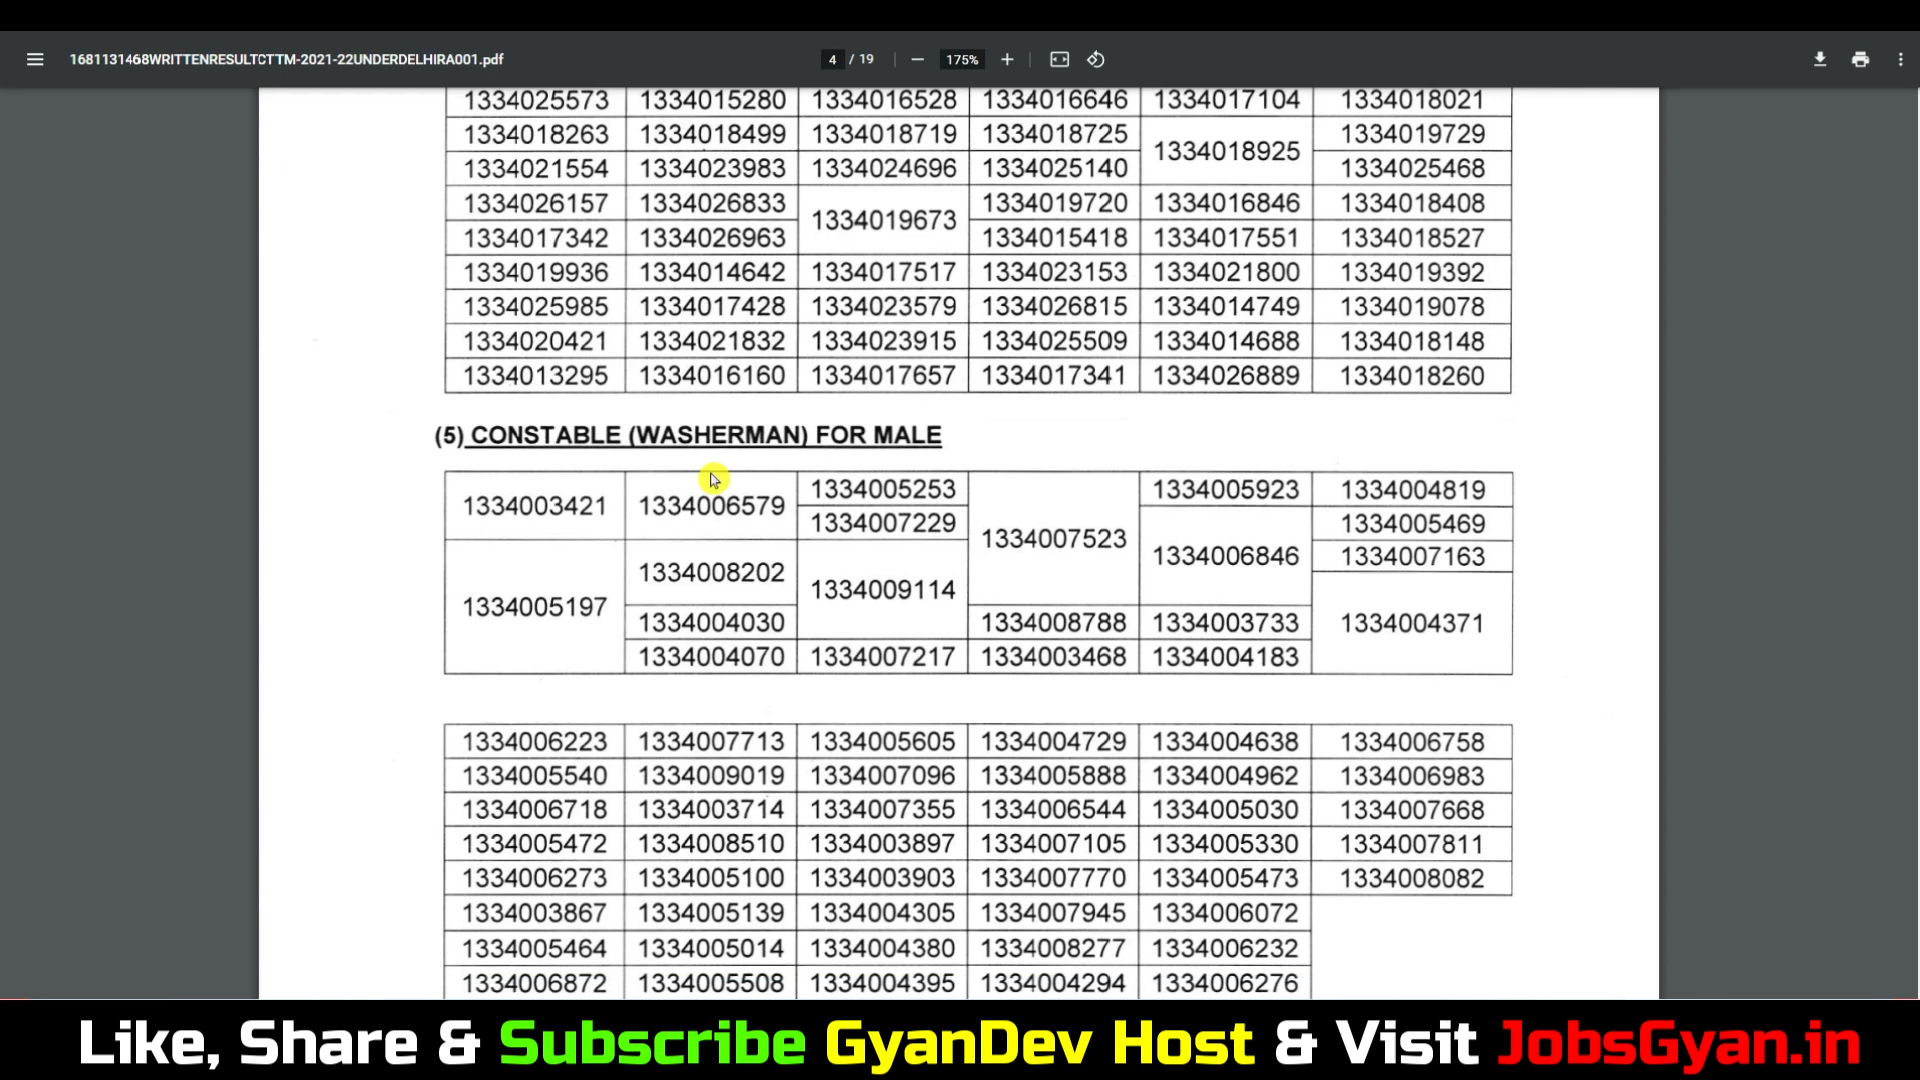 1681131468WRITTENRESULTCTTM-2021-22UNDERDELHIRA001.pdf 4 / 19 175%
1334025573 1334015280 1334016528 1334016646 1334017104 1334018021
1334018263 1334018499 1334018719 1334018725 1334018925 1334019729
1334021554 1334023983 1334024696 1334025140 1334025468
1334026157 1334026833 1334019673 1334019720 1334016846 1334018408
1334017342 1334026963 1334015418 1334017551 1334018527
1334019936 1334014642 1334017517 1334023153 1334021800 1334019392
1334025985 1334017428 1334023579 1334026815 1334014749 1334019078
1334020421 1334021832 1334023915 1334025509 1334014688 1334018148
1334013295 1334016160 1334017657 1334017341 1334026889 1334018260
(5) CONSTABLE (WASHERMAN) FOR MALE
1334003421 1334006579 1334005253 1334007523 1334005923 1334004819
1334007229 1334006846 1334005469
1334005197 1334008202 1334009114 1334007163
1334004030 1334008788 1334003733 1334004371
1334004070 1334007217 1334003468 1334004183
1334006223 1334007713 1334005605 1334004729 1334004638 1334006758
1334005540 1334009019 1334007096 1334005888 1334004962 1334006983
1334006718 1334003714 1334007355 1334006544 1334005030 1334007668
1334005472 1334008510 1334003897 1334007105 1334005330 1334007811
1334006273 1334005100 1334003903 1334007770 1334005473 1334008082
1334003867 1334005139 1334004305 1334007945 1334006072
1334005464 1334005014 1334004380 1334008277 1334006232
1334006872 1334005508 1334004395 1334004294 1334006276
Like, Share & Subscribe GyanDev Host & Visit JobsGyan.in